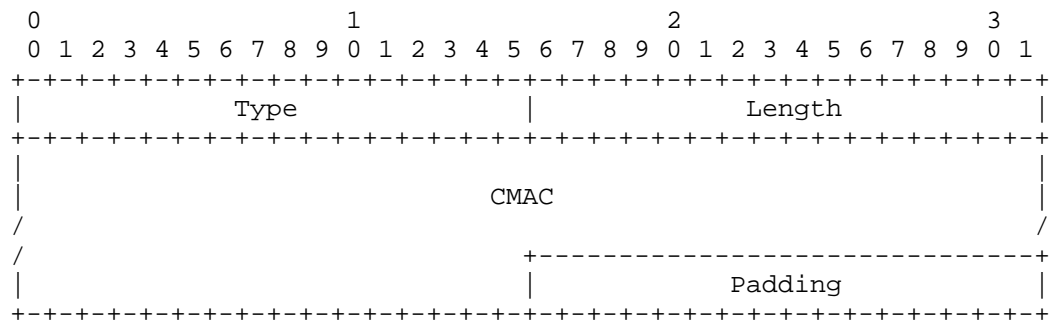 0                   1                   2                   3
0 1 2 3 4 5 6 7 8 9 0 1 2 3 4 5 6 7 8 9 0 1 2 3 4 5 6 7 8 9 0 1
+-+-+-+-+-+-+-+-+-+-+-+-+-+-+-+-+-+-+-+-+-+-+-+-+-+-+-+-+-+-+-+-+
|             Type              |             Length            |
+-+-+-+-+-+-+-+-+-+-+-+-+-+-+-+-+-+-+-+-+-+-+-+-+-+-+-+-+-+-+-+-+
|                                                               |
|                             CMAC                              |
/                                                               /
/                               +-------------------------------+
|                               |            Padding            |
+-+-+-+-+-+-+-+-+-+-+-+-+-+-+-+-+-+-+-+-+-+-+-+-+-+-+-+-+-+-+-+-+